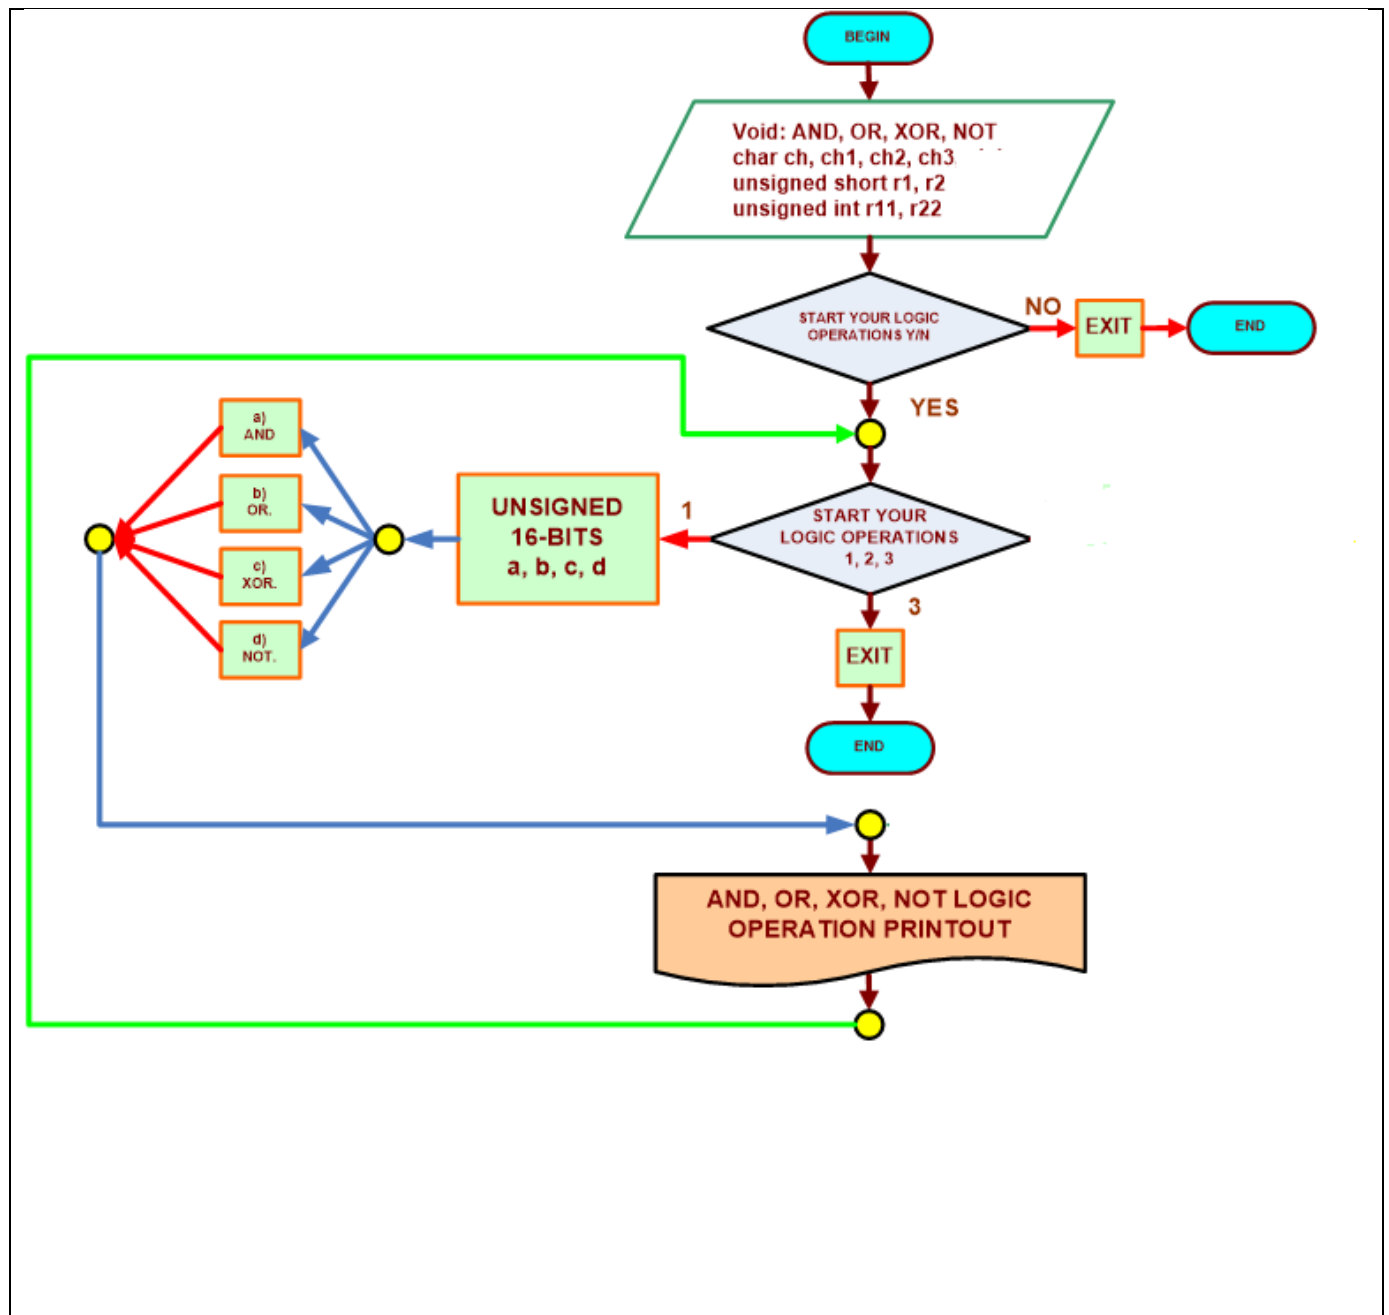 BEGIN
Void: AND, OR, XOR, NOT
char ch, ch1, ch2, ch3
unsigned short r1, r2
unsigned int r11, r22
START YOUR LOGIC
OPERATIONS Y/N
NO
EXIT
END
YES
a)
AND
b)
OR.
c)
XOR.
d)
NOT.
UNSIGNED
16-BITS
a, b, c, d
1
START YOUR
LOGIC OPERATIONS
1, 2, 3
3
EXIT
END
AND, OR, XOR, NOT LOGIC
OPERATION PRINTOUT